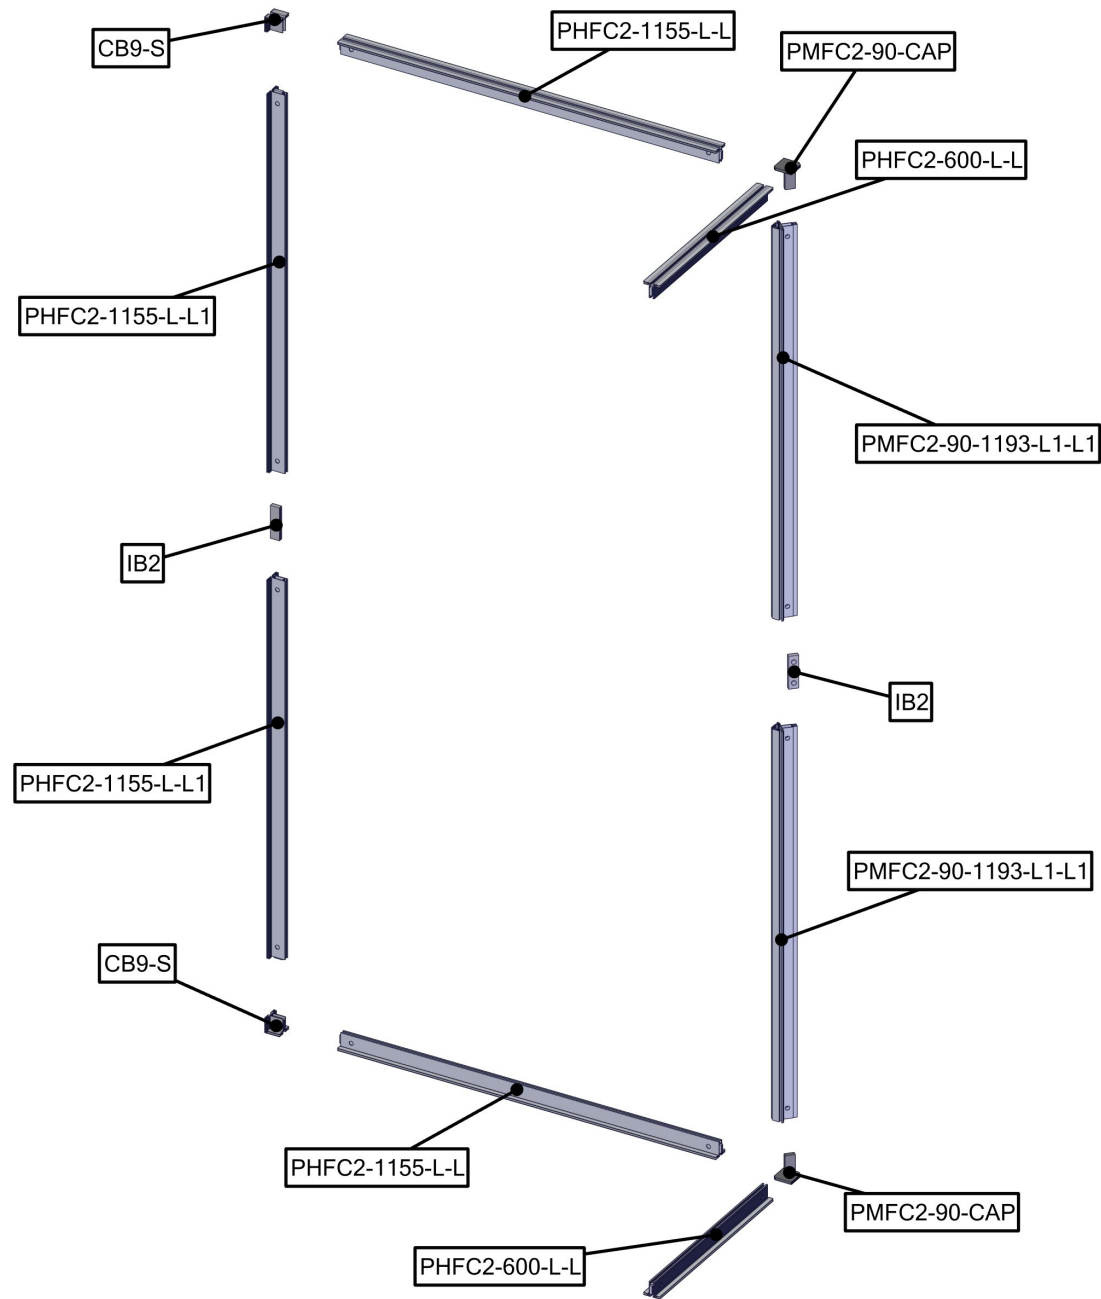 CB9-S
PHFC2-1155-L-L
PMFC2-90-CAP
PHFC2-600-L-L
PHFC2-1155-L-L1
PMFC2-90-1193-L1-L1
IB2
IB2
PHFC2-1155-L-L1
PMFC2-90-1193-L1-L1
CB9-S
PHFC2-1155-L-L
PMFC2-90-CAP
PHFC2-600-L-L